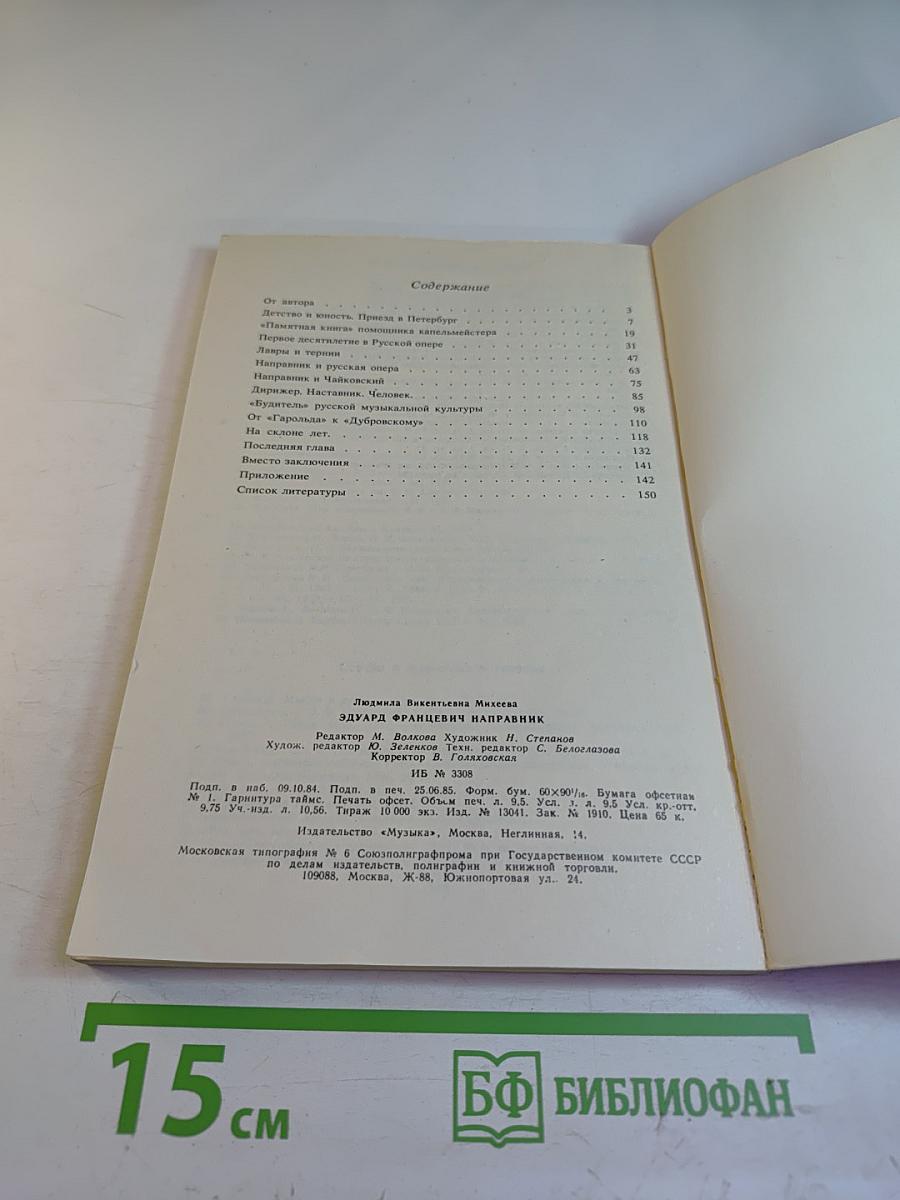 Содержание
От автора . . . . . . . . . . . . . . . . . . . . 3
Детство и юность. Приезд в Петербург . . . . . . . . . . 7
«Памятная книга» помощника капельмейстера . . . . . . . . 19
Первое десятилетие в Русской опере . . . . . . . . . . . 31
Лавры и тернии . . . . . . . . . . . . . . . . . . 47
Направник и русская опера . . . . . . . . . . . . . . 63
Направник и Чайковский . . . . . . . . . . . . . . . 75
Дирижер. Наставник. Человек. . . . . . . . . . . . . . 85
«Будитель» русской музыкальной культуры . . . . . . . . . 98
От «Гарольда» к «Дубровскому» . . . . . . . . . . . . 110
На склоне лет. . . . . . . . . . . . . . . . . . . 118
Последняя глава . . . . . . . . . . . . . . . . . . 132
Вместо заключения . . . . . . . . . . . . . . . . . 141
Приложение . . . . . . . . . . . . . . . . . . . 142
Список литературы . . . . . . . . . . . . . . . . . 150
Людмила Викентьевна Михеева
ЭДУАРД ФРАНЦЕВИЧ НАПРАВНИК
Редактор М. Волкова Художник Н. Степанов
Худож. редактор Ю. Зеленков Техн. редактор С. Белоглазова
Корректор В. Голяховская
ИБ № 3308
Подп. в наб. 09.10.84. Подп. в печ. 25.06.85. Форм. бум. 60×90¹/₁₆. Бумага офсетная
№ 1. Гарнитура таймс. Печать офсет. Объем печ. л. 9,5. Усл. л. 9,5 Усл. кр.-отт.
9,75 Уч.-изд. л. 10,56. Тираж 10 000 экз. Изд. № 13041. Зак. № 1910. Цена 65 к.
Издательство «Музыка», Москва, Неглинная, 14.
Московская типография № 6 Союзполиграфпрома при Государственном комитете СССР
по делам издательств, полиграфии и книжной торговли.
109088, Москва, Ж-88, Южнопортовая ул., 24.
15 см
БФ БИБЛИОФАН